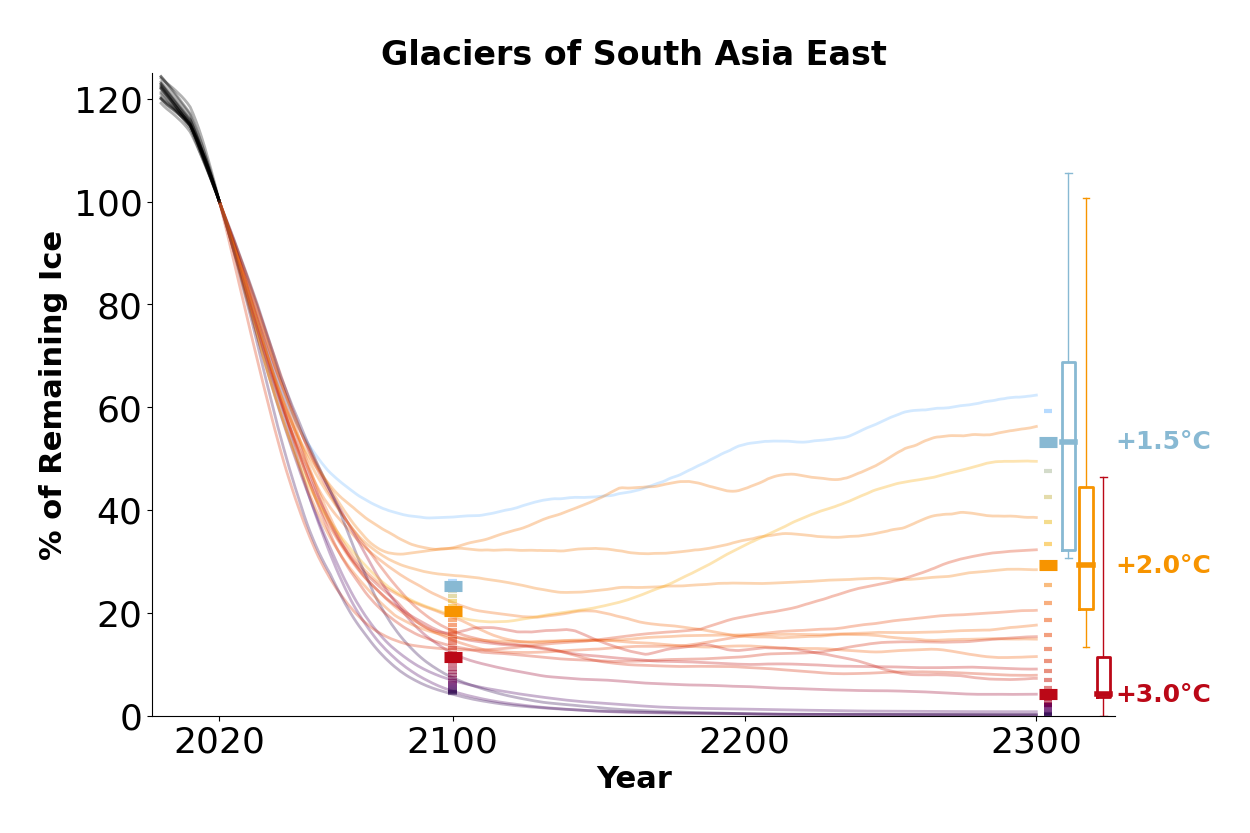 Glaciers of South Asia East
120
100
80
60
40
20
0
% of Remaining Ice
2020 2100 2200 2300
Year
+1.5°C
+2.0°C
+3.0°C